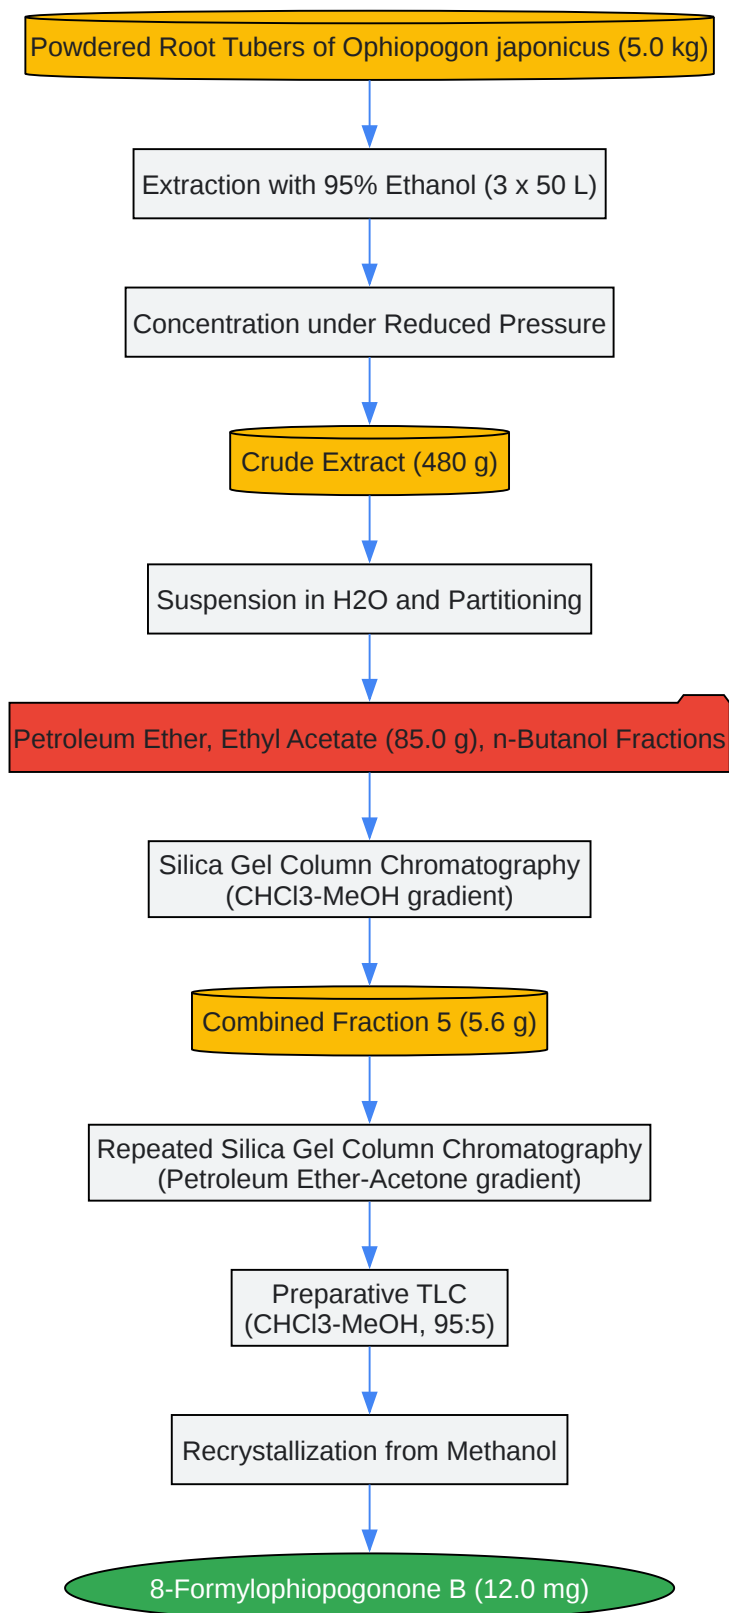 Powdered Root Tubers of Ophiopogon japonicus (5.0 kg)
Extraction with 95% Ethanol (3 x 50 L)
Concentration under Reduced Pressure
Crude Extract (480 g)
Suspension in H2O and Partitioning
Petroleum Ether, Ethyl Acetate (85.0 g), n-Butanol Fractions
Silica Gel Column Chromatography
(CHCl3-MeOH gradient)
Combined Fraction 5 (5.6 g)
Repeated Silica Gel Column Chromatography
(Petroleum Ether-Acetone gradient)
Preparative TLC
(CHCl3-MeOH, 95:5)
Recrystallization from Methanol
8-Formylophiopogonone B (12.0 mg)